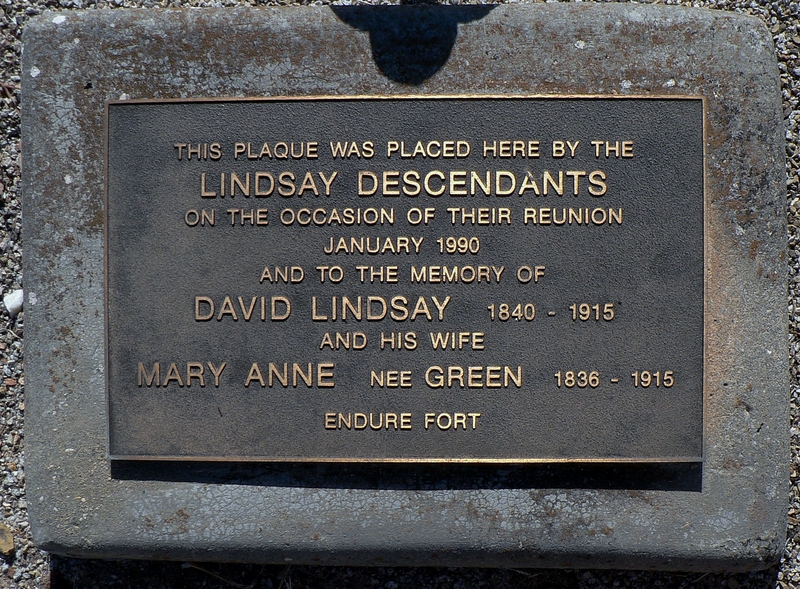 THIS PLAQUE WAS PLACED HERE BY THE
LINDSAY DESCENDANTS
ON THE OCCASION OF THEIR REUNION
JANUARY 1990
AND TO THE MEMORY OF
DAVID LINDSAY 1840 - 1915
AND HIS WIFE
MARY ANNE NEE GREEN 1836 - 1915
ENDURE FORT